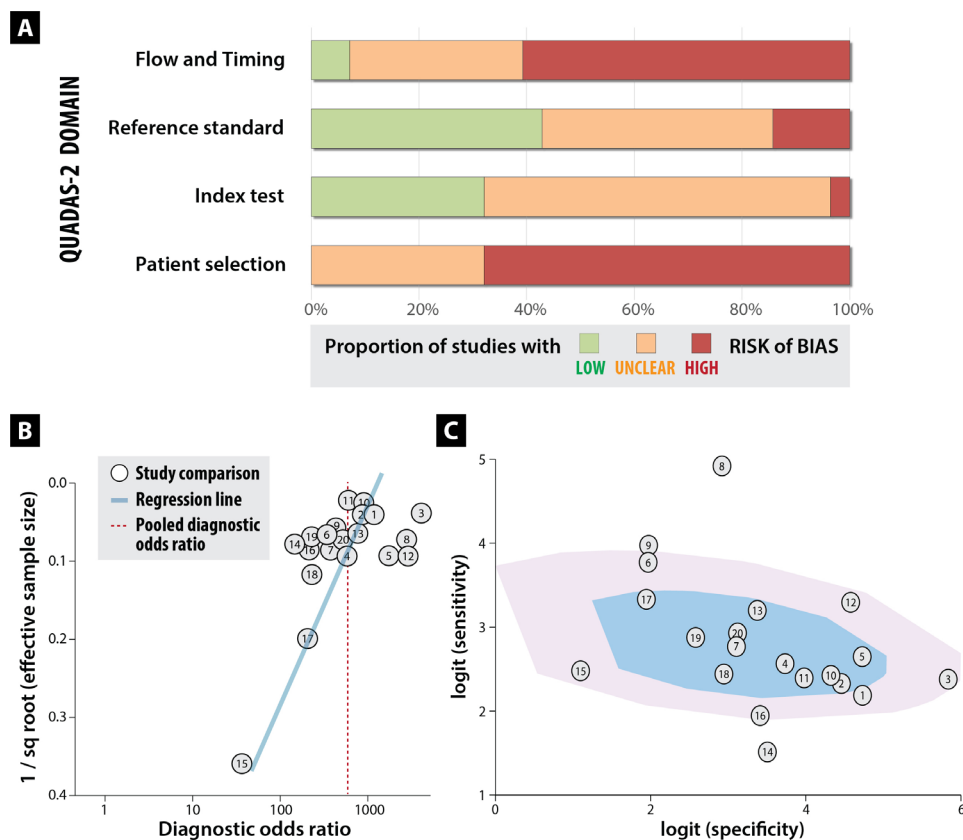 A
QUADAS-2 DOMAIN
Flow and Timing
Reference standard
Index test
Patient selection
0% 20% 40% 60% 80% 100%
Proportion of studies with RISK of BIAS
LOW UNCLEAR HIGH
B
Study comparison
Regression line
Pooled diagnostic
odds ratio
1 / sq root (effective sample size)
0.0
0.1
0.2
0.3
0.4
11 10
2 1 3
9
19 6 20 13 8
14
16 7 4 5 12
18
17
15
1 10 100 1000
Diagnostic odds ratio
C
logit (sensitivity)
5
4
3
2
1
8
9
6
17 13 12
19 20
7
15 18 4 11 10 2 5 3
1
16
14
0 2 4 6
logit (specificity)